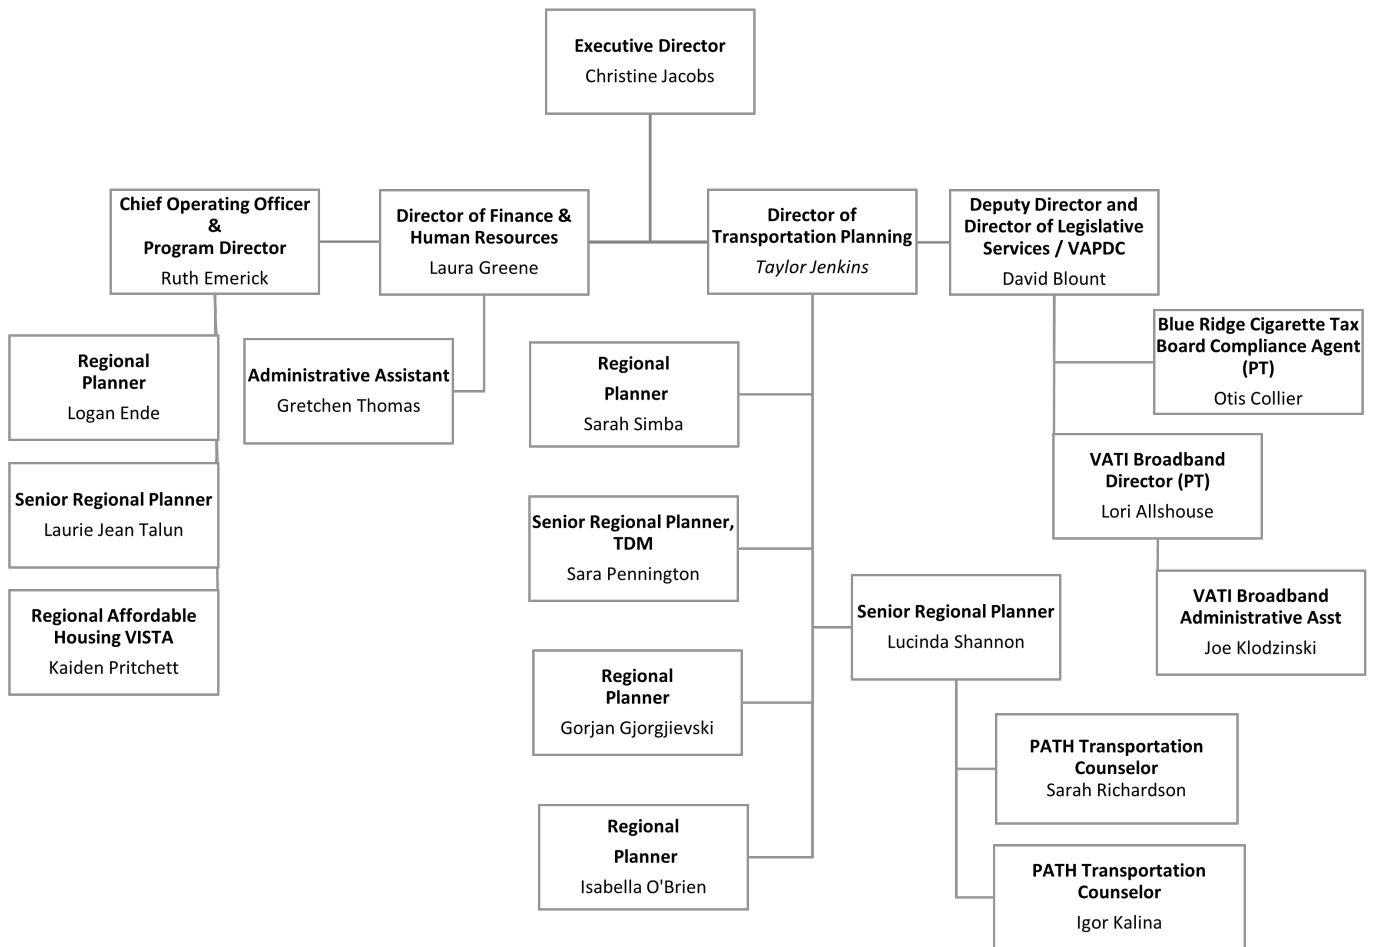 Executive Director
Christine Jacobs
Chief Operating Officer
&
Program Director
Ruth Emerick
Director of Finance &
Human Resources
Laura Greene
Director of
Transportation Planning
Taylor Jenkins
Deputy Director and
Director of Legislative
Services / VAPDC
David Blount
Regional
Planner
Logan Ende
Senior Regional Planner
Laurie Jean Talun
Regional Affordable
Housing VISTA
Kaiden Pritchett
Administrative Assistant
Gretchen Thomas
Regional
Planner
Sarah Simba
Senior Regional Planner,
TDM
Sara Pennington
Regional
Planner
Gorjan Gjorgjievski
Regional
Planner
Isabella O'Brien
Senior Regional Planner
Lucinda Shannon
PATH Transportation
Counselor
Sarah Richardson
PATH Transportation
Counselor
Igor Kalina
Blue Ridge Cigarette Tax
Board Compliance Agent
(PT)
Otis Collier
VATI Broadband
Director (PT)
Lori Allshouse
VATI Broadband
Administrative Asst
Joe Klodzinski